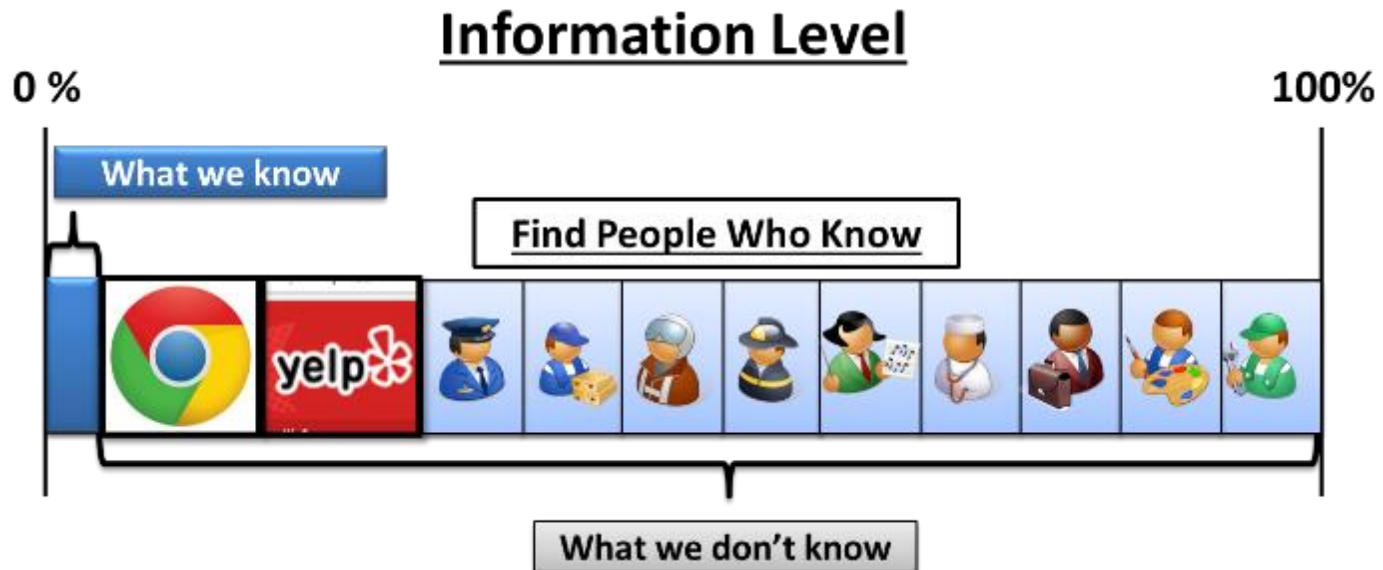 Information Level
0 %
100%
What we know
Find People Who Know
yelp
What we don't know